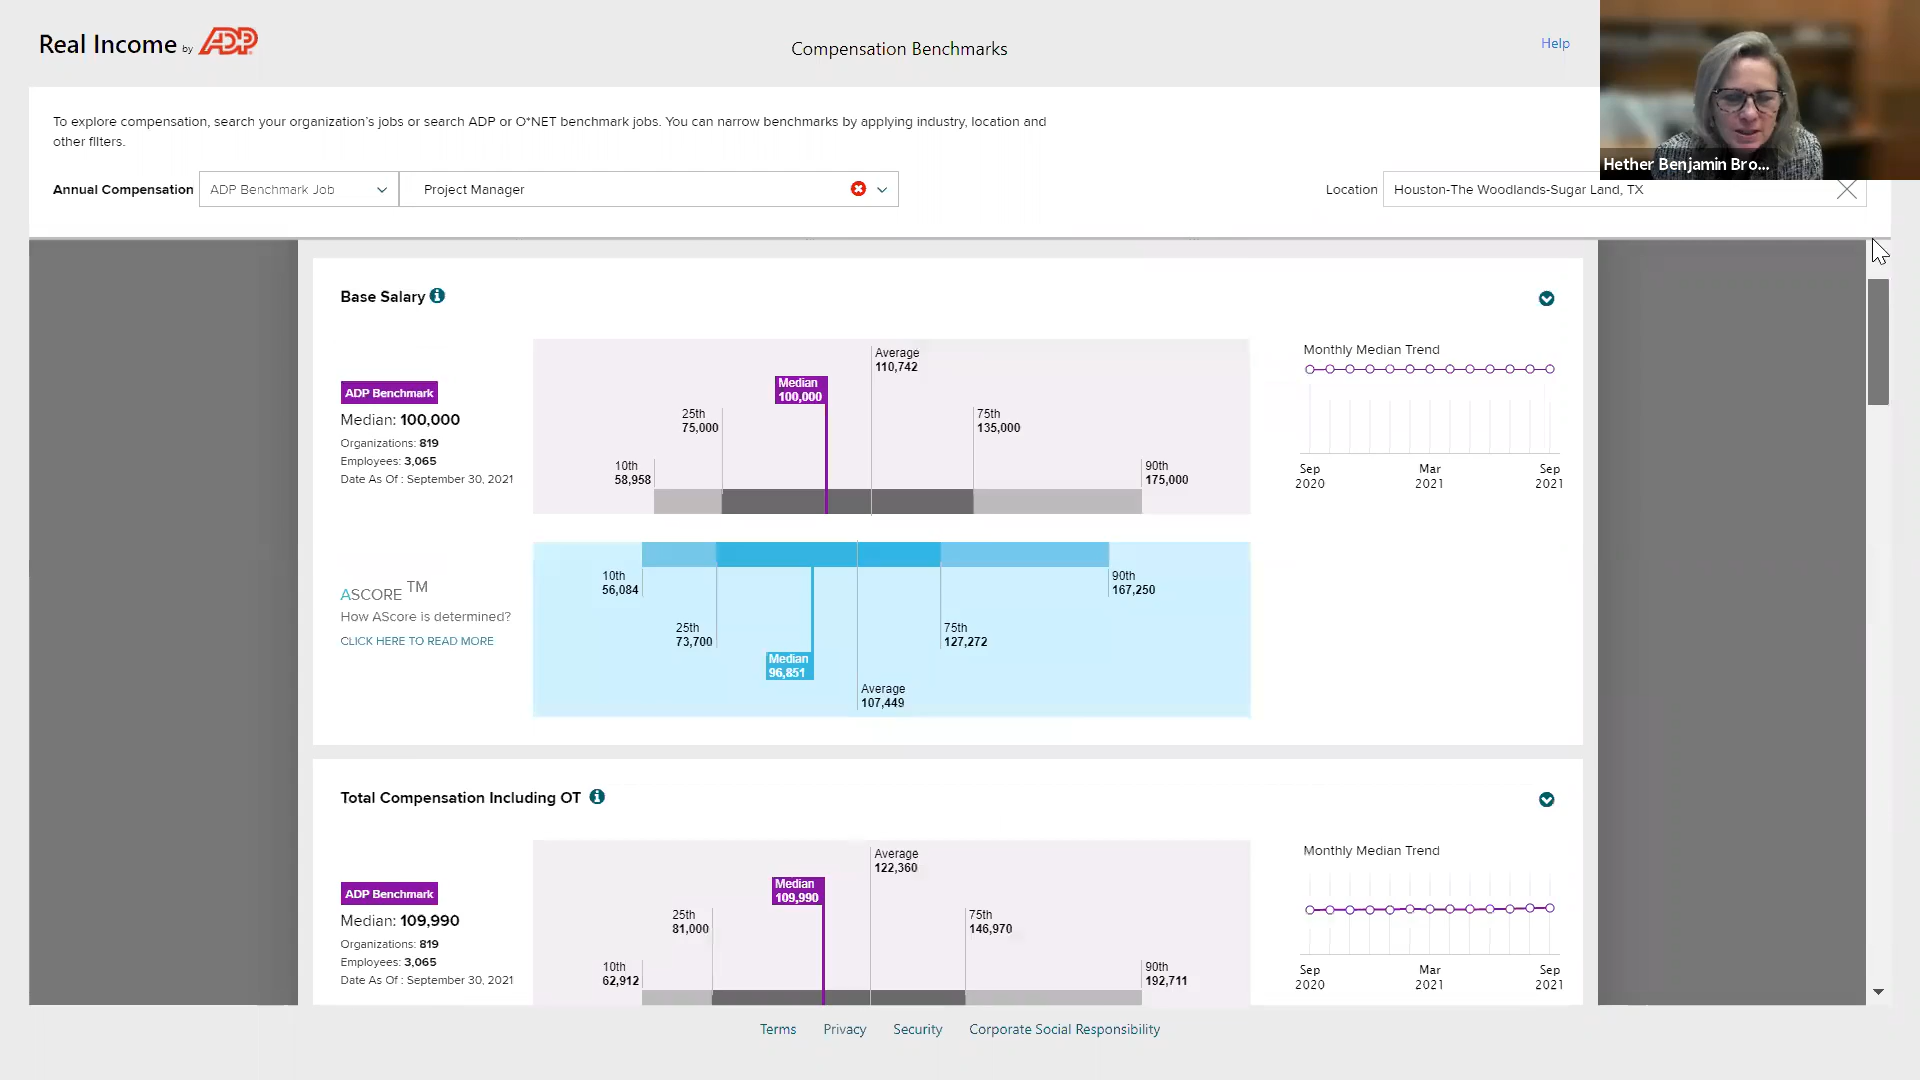 Real Income by ADP
Compensation Benchmarks
Help
Hether Benjamin Bro...
To explore compensation, search your organization's jobs or search ADP or O*NET benchmark jobs. You can narrow benchmarks by applying industry, location and
other filters.
Annual Compensation ADP Benchmark Job Project Manager Location Houston-The Woodlands-Sugar Land, TX
Base Salary
ADP Benchmark
Median: 100,000
Organizations: 819
Employees: 3,065
Date As Of : September 30, 2021
Average
110,742
Median
100,000
25th
75,000
75th
135,000
10th
58,958
90th
175,000
Monthly Median Trend
Sep
2020
Mar
2021
Sep
2021
ASCORE TM
How AScore is determined?
CLICK HERE TO READ MORE
10th
56,084
90th
167,250
25th
73,700
75th
127,272
Median
96,851
Average
107,449
Total Compensation Including OT
ADP Benchmark
Median: 109,990
Organizations: 819
Employees: 3,065
Date As Of : September 30, 2021
Average
122,360
Median
109,990
25th
81,000
75th
146,970
10th
62,912
90th
192,711
Monthly Median Trend
Sep
2020
Mar
2021
Sep
2021
Terms Privacy Security Corporate Social Responsibility